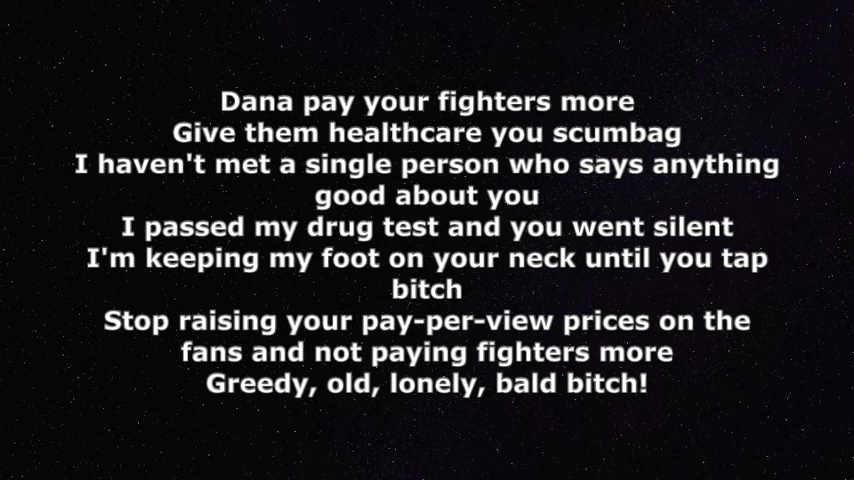 Dana pay your fighters more
Give them healthcare you scumbag
I haven't met a single person who says anything
good about you
I passed my drug test and you went silent
I'm keeping my foot on your neck until you tap
bitch
Stop raising your pay-per-view prices on the
fans and not paying fighters more
Greedy, old, lonely, bald bitch!